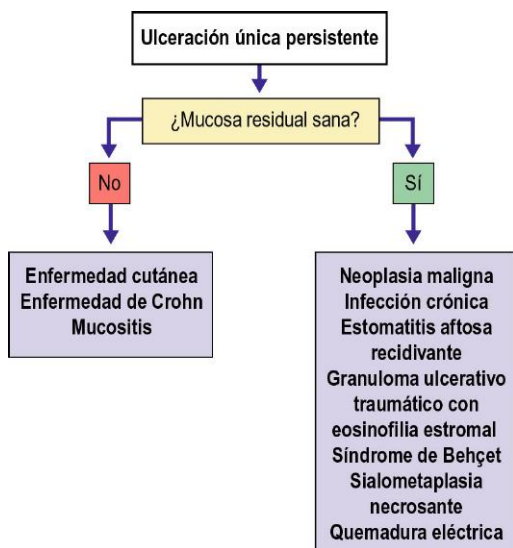 Ulceración única persistente
¿Mucosa residual sana?
No
Sí
Enfermedad cutánea
Enfermedad de Crohn
Mucositis
Neoplasia maligna
Infección crónica
Estomatitis aftosa
recidivante
Granuloma ulcerativo
traumático con
eosinofilia estromal
Síndrome de Behçet
Sialometaplasia
necrosante
Quemadura eléctrica